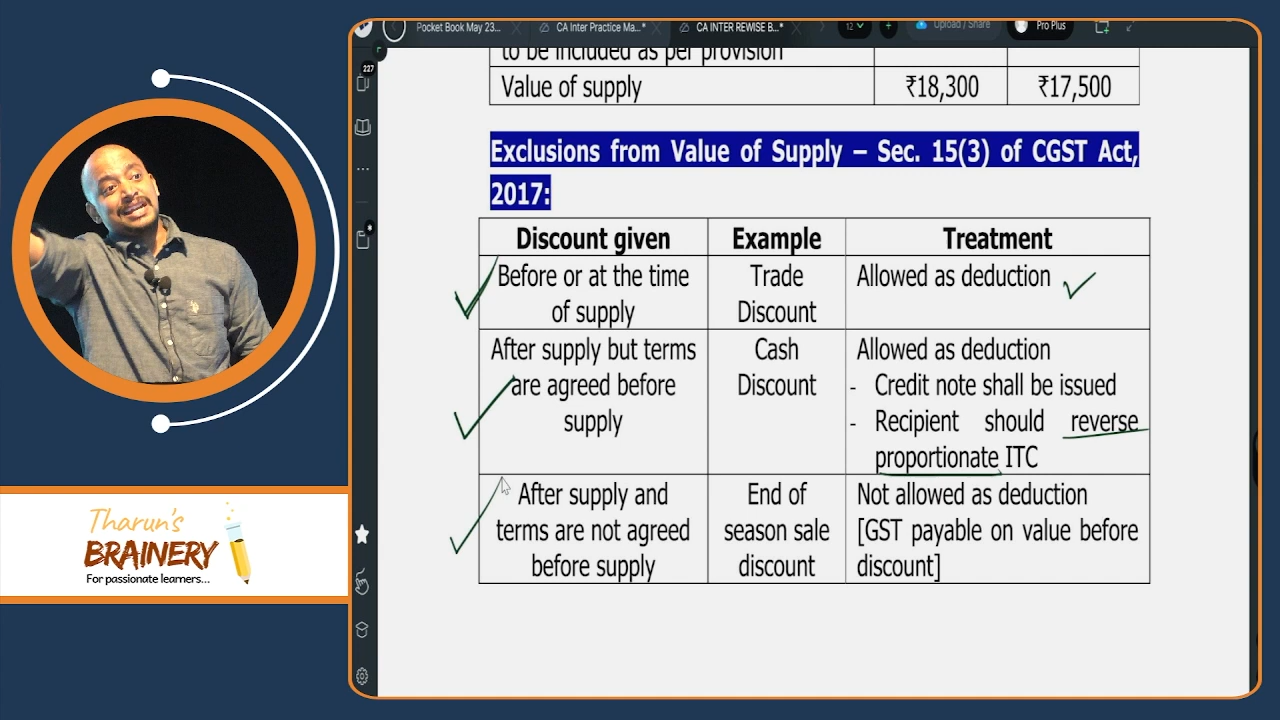 Pocket Book May 23...
CA Inter Practice Ma...*
CA INTER REWISE B...*
12
Upload / Share
Pro Plus
227
to be included as per provision
Value of supply ₹18,300 ₹17,500
Exclusions from Value of Supply – Sec. 15(3) of CGST Act,
2017:
Discount given Example Treatment
Before or at the time
of supply
Trade
Discount
Allowed as deduction
After supply but terms
are agreed before
supply
Cash
Discount
Allowed as deduction
- Credit note shall be issued
- Recipient should reverse
proportionate ITC
After supply and
terms are not agreed
before supply
End of
season sale
discount
Not allowed as deduction
[GST payable on value before
discount]
Tharun's
BRAINERY
For passionate learners...